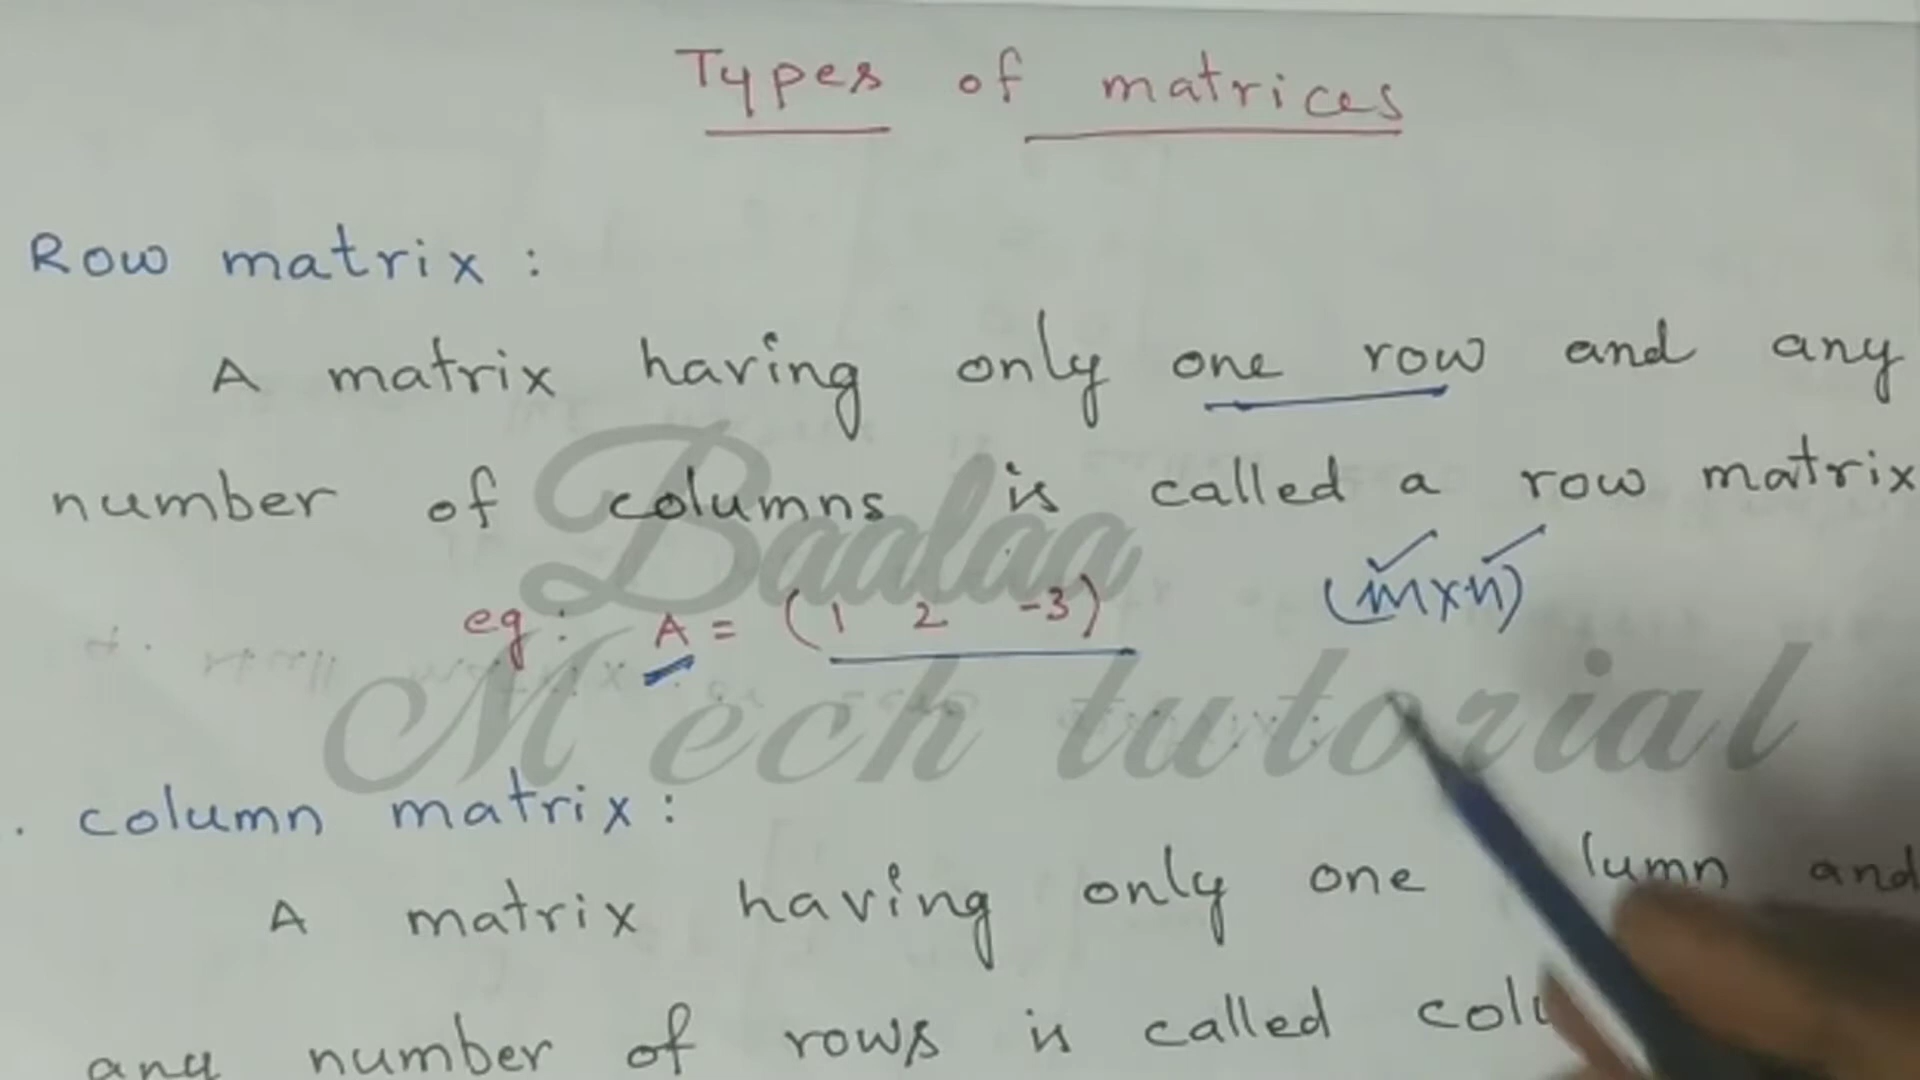 Types of matrices
Row matrix :
A matrix having only one row and any
number of columns is called a row matrix
eg : A = ( 1 2 -3 ) (m×n)
Baalaa
Mech tutorial
. column matrix :
A matrix having only one lumn and
any number of rows is called colu